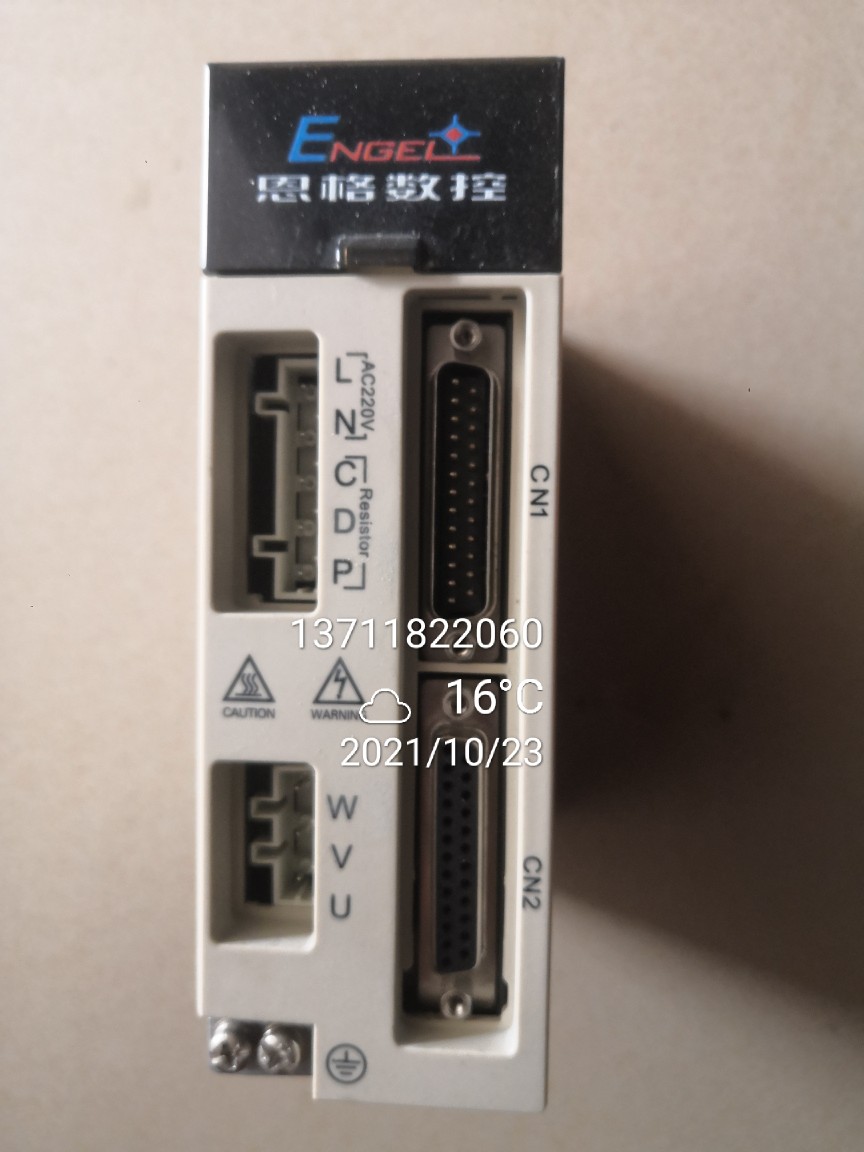 ENGEL
恩格数控
L
N
AC220V
C
D
P
Resistor
CN1
13711822060
CAUTION
WARNING
16°C
2021/10/23
W
V
U
CN2